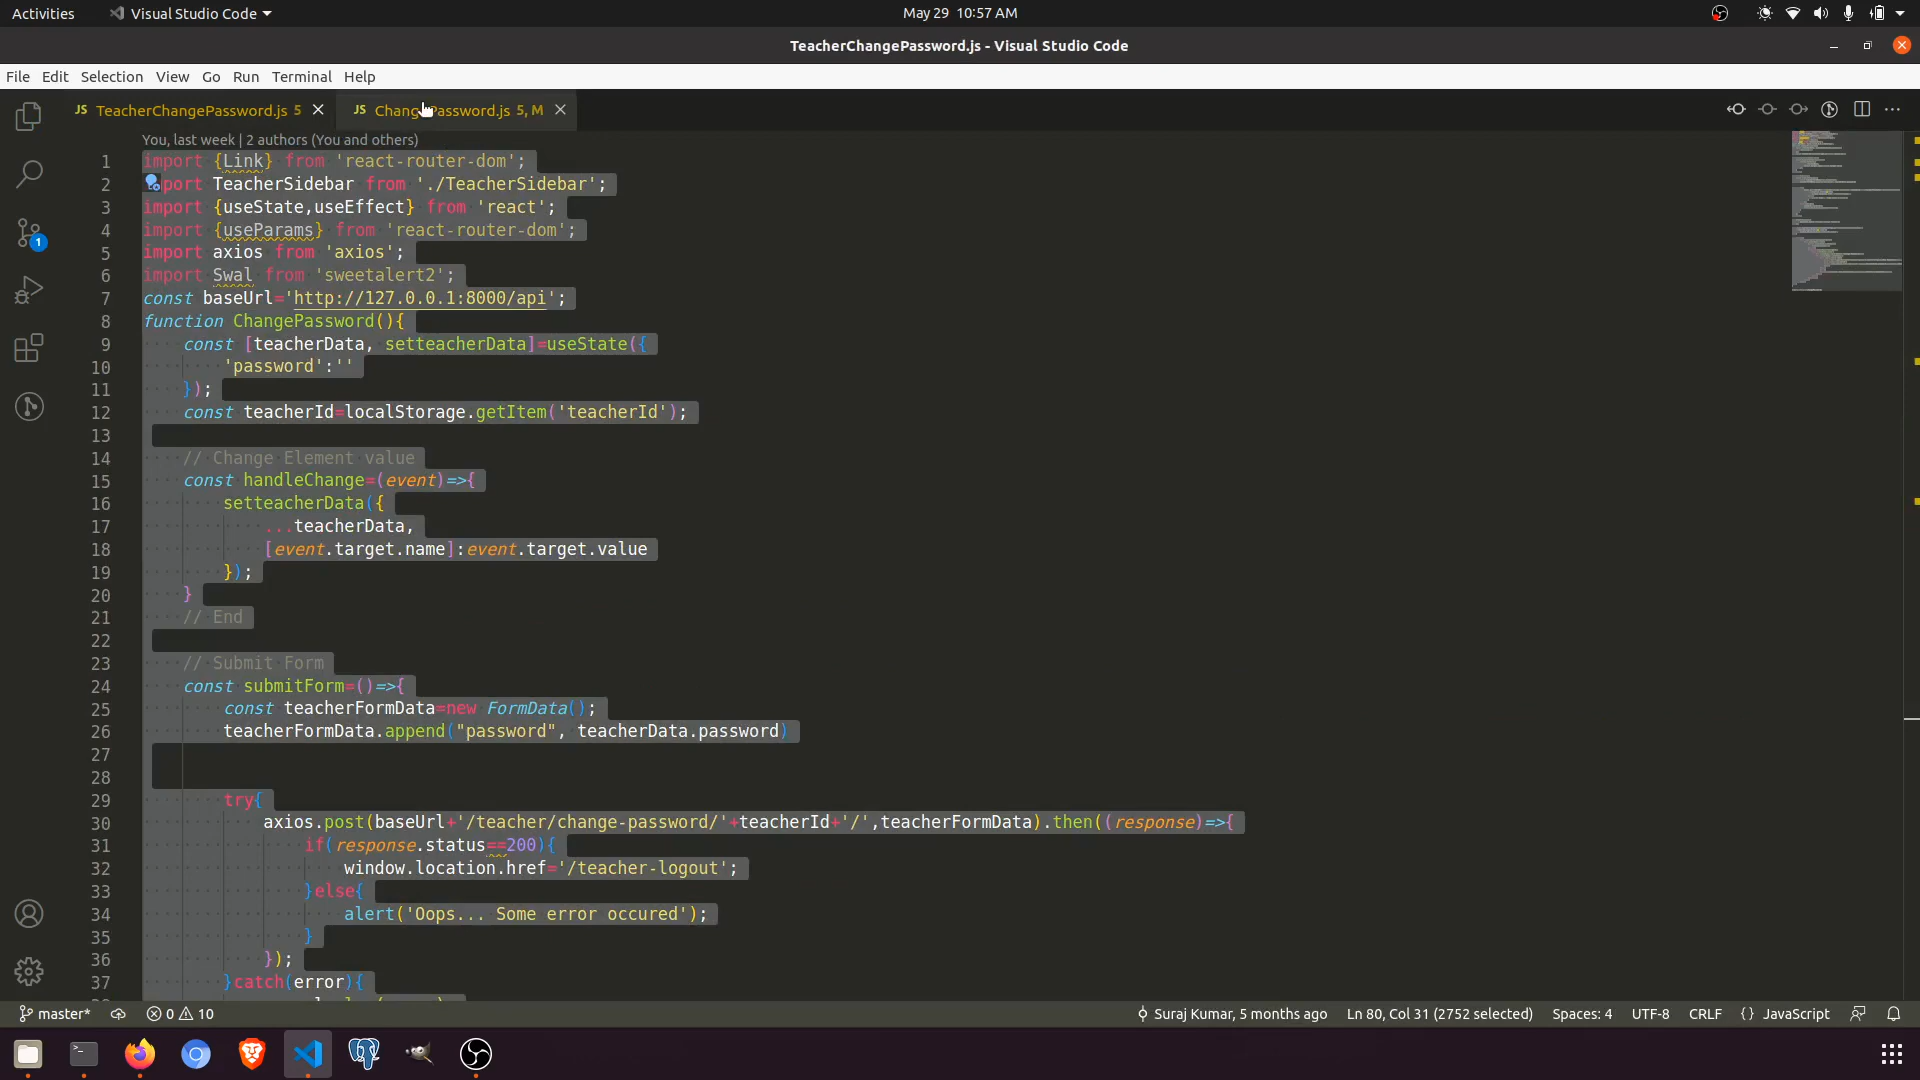 Activities
Visual Studio Code
May 29 10:57 AM
TeacherChangePassword.js - Visual Studio Code
File Edit Selection View Go Run Terminal Help
JS TeacherChangePassword.js 5
JS Chang Password.js 5, M
You, last week | 2 authors (You and others)
1 import {Link} from 'react-router-dom';
2 port TeacherSidebar from './TeacherSidebar';
3 import {useState,useEffect} from 'react';
4 import {useParams} from 'react-router-dom';
5 import axios from 'axios';
6 import Swal from 'sweetalert2';
7 const baseUrl='http://127.0.0.1:8000/api';
8 function ChangePassword(){
9 const [teacherData, setteacherData]=useState({
10 'password':''
11 });
12 const teacherId=localStorage.getItem('teacherId');
13
14 // Change Element value
15 const handleChange=(event)=>{
16 setteacherData({
17 ...teacherData,
18 [event.target.name]:event.target.value
19 });
20 }
21 // End
22
23 // Submit Form
24 const submitForm=()=>{
25 const teacherFormData=new FormData();
26 teacherFormData.append("password", teacherData.password)
27
28
29 try{
30 axios.post(baseUrl+'/teacher/change-password/'+teacherId+'/',teacherFormData).then((response)=>{
31 if(response.status==200){
32 window.location.href='/teacher-logout';
33 }else{
34 alert('Oops... Some error occured');
35 }
36 });
37 }catch(error){
1
master*
0 10
Suraj Kumar, 5 months ago
Ln 80, Col 31 (2752 selected)
Spaces: 4
UTF-8
CRLF
{} JavaScript